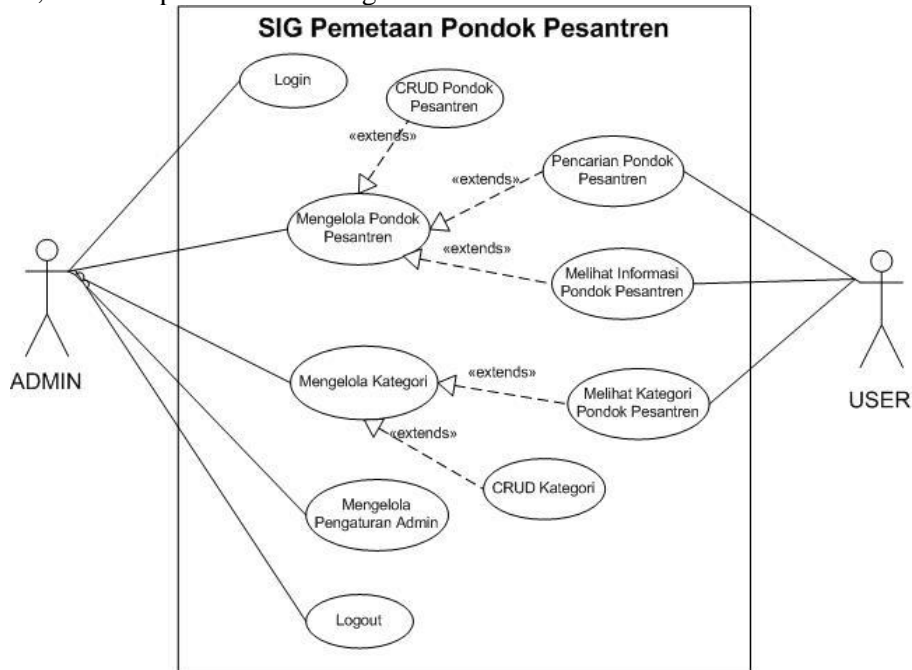 SIG Pemetaan Pondok Pesantren
Login
CRUD Pondok
Pesantren
«extends»
Pencarian Pondok
Pesantren
«extends»
Mengelola Pondok
Pesantren
«extends»
Melihat Informasi
Pondok Pesantren
ADMIN
USER
Mengelola Kategori
«extends»
Melihat Kategori
Pondok Pesantren
«extends»
CRUD Kategori
Mengelola
Pengaturan Admin
Logout